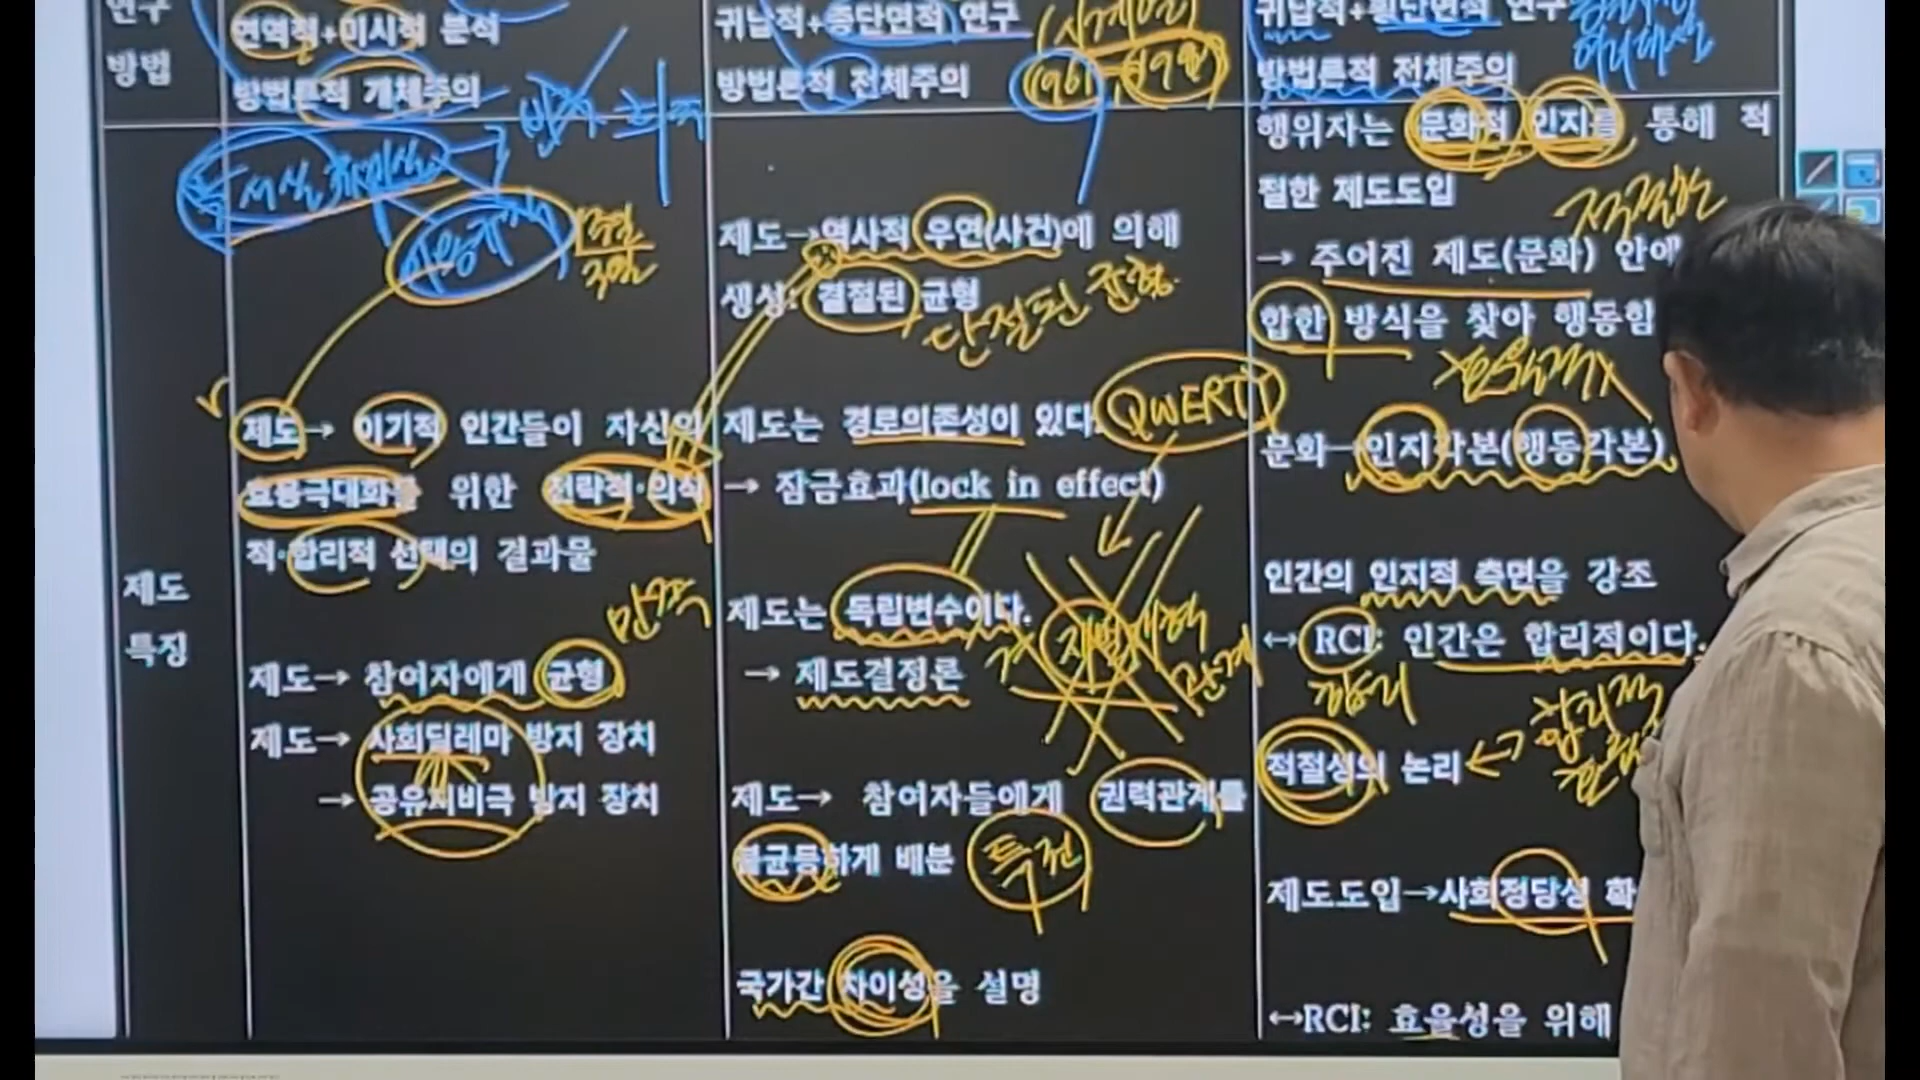 연구
방법
연역적+미시적 분석
방법론적 개체주의
귀납적+종단면적 연구
방법론적 전체주의
귀납적+횡단면적 연구
방법론적 전체주의
제도
특징
제도→ 이기적 인간들이 자신의
효용극대화를 위한 전략적·의식
적·합리적 선택의 결과물
만족
제도→ 참여자에게 균형
제도→ 사회딜레마 방지 장치
→ 공유지비극 방지 장치
제도→역사적 우연(사건)에 의해
생성: 결절된 균형
단절된 균형
제도는 경로의존성이 있다.
QWERTY
→ 잠금효과(lock in effect)
제도는 독립변수이다.
→ 제도결정론
재벌
관계
제도→ 참여자들에게 권력관계를
불균등하게 배분
특권
국가간 차이성을 설명
행위자는 문화적 인지를 통해 적
절한 제도도입
적절한
→ 주어진 제도(문화) 안에
합한 방식을 찾아 행동함
문화→인지각본(행동각본)
인간의 인지적 측면을 강조
↔ RCI: 인간은 합리적이다.
적절성의 논리
제도도입→사회정당성 확
↔RCI: 효율성을 위해